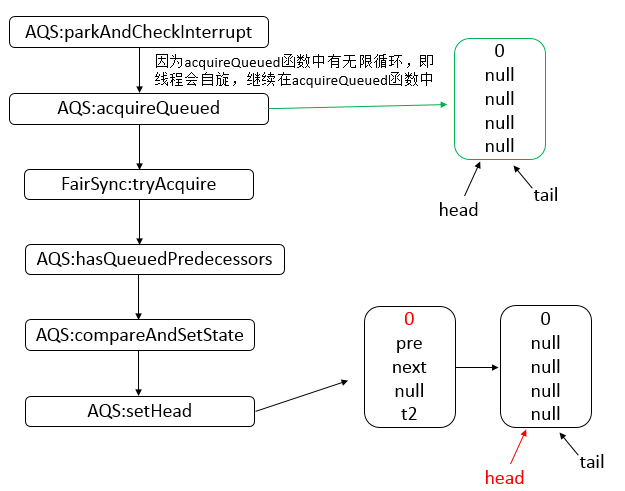 AQS:parkAndCheckInterrupt
因为acquireQueued函数中有无限循环，即
线程会自旋，继续在acquireQueued函数中
AQS:acquireQueued
0
null
null
null
null
head
tail
FairSync:tryAcquire
AQS:hasQueuedPredecessors
AQS:compareAndSetState
AQS:setHead
0
pre
next
null
t2
0
null
null
null
null
head
tail